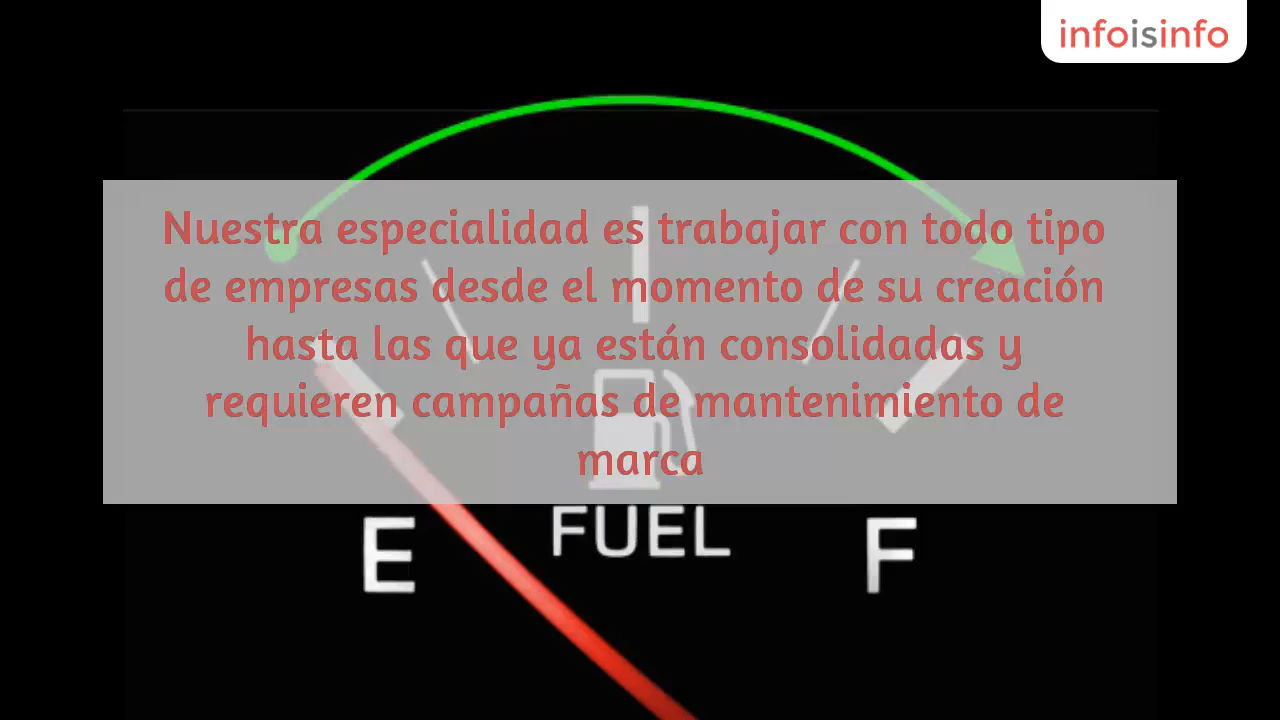 infoisinfo
Nuestra especialidad es trabajar con todo tipo
de empresas desde el momento de su creación
hasta las que ya están consolidadas y
requieren campañas de mantenimiento de
marca
FUEL
E
F